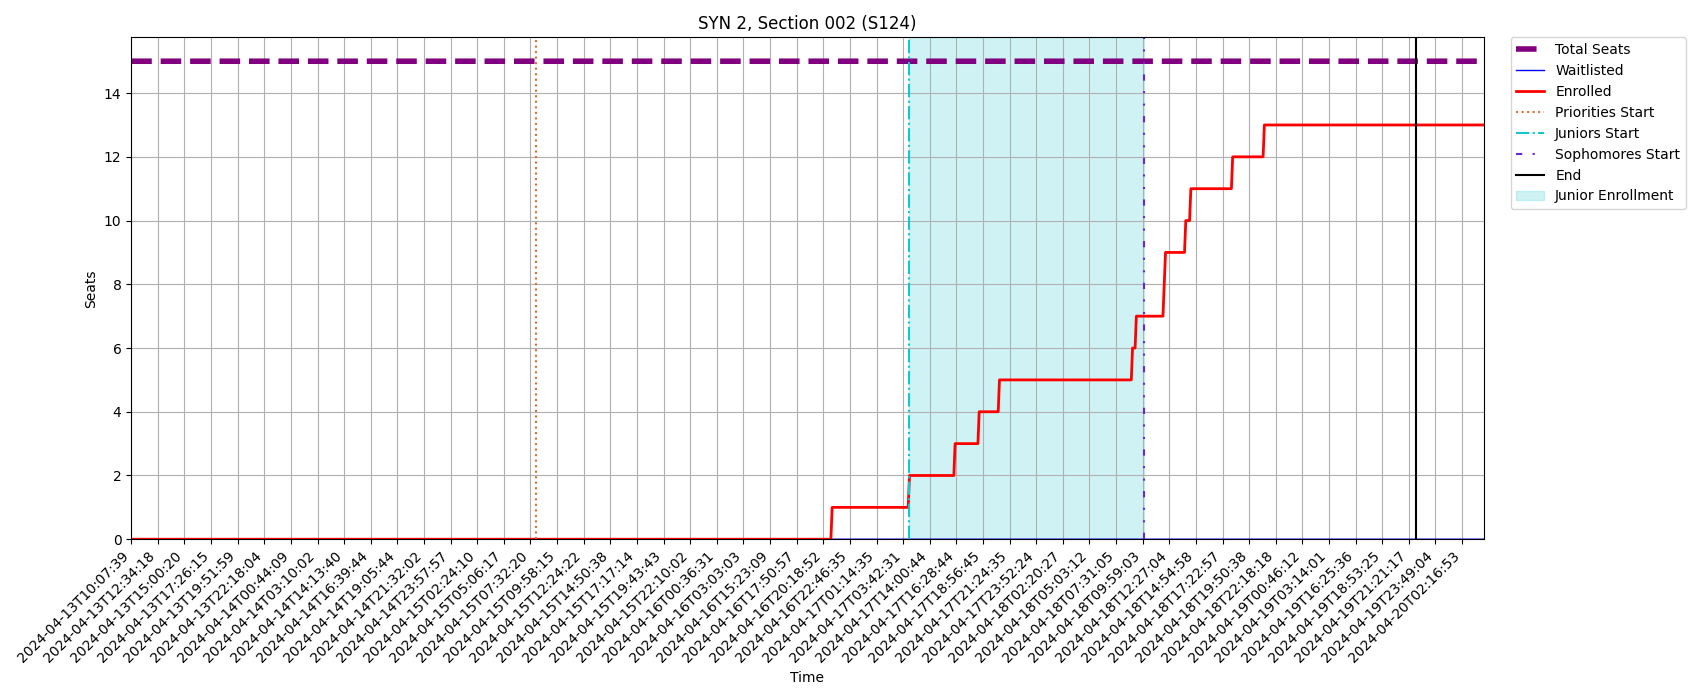 SYN 2, Section 002 (S124)
Total Seats
Waitlisted
Enrolled
Priorities Start
Juniors Start
Sophomores Start
End
Junior Enrollment
Seats
14
12
10
8
6
4
2
0
2024-04-13T10:07:39
2024-04-13T12:34:18
2024-04-13T15:00:20
2024-04-13T17:26:15
2024-04-13T19:51:59
2024-04-13T22:18:04
2024-04-14T00:44:09
2024-04-14T03:10:02
2024-04-14T14:13:40
2024-04-14T16:39:44
2024-04-14T19:05:44
2024-04-14T21:32:02
2024-04-14T23:57:57
2024-04-15T02:24:10
2024-04-15T05:06:17
2024-04-15T07:32:20
2024-04-15T09:58:15
2024-04-15T12:24:22
2024-04-15T14:50:38
2024-04-15T17:17:14
2024-04-15T19:43:43
2024-04-15T22:10:02
2024-04-16T00:36:31
2024-04-16T03:03:03
2024-04-16T15:23:09
2024-04-16T17:50:57
2024-04-16T20:18:52
2024-04-16T22:46:35
2024-04-17T01:14:35
2024-04-17T03:42:31
2024-04-17T14:00:44
2024-04-17T16:28:44
2024-04-17T18:56:45
2024-04-17T21:24:35
2024-04-17T23:52:24
2024-04-18T02:20:27
2024-04-18T05:03:12
2024-04-18T07:31:05
2024-04-18T09:59:03
2024-04-18T12:27:04
2024-04-18T14:54:58
2024-04-18T17:22:57
2024-04-18T19:50:38
2024-04-18T22:18:18
2024-04-19T00:46:12
2024-04-19T03:14:01
2024-04-19T16:25:36
2024-04-19T18:53:25
2024-04-19T21:21:17
2024-04-19T23:49:04
2024-04-20T02:16:53
Time